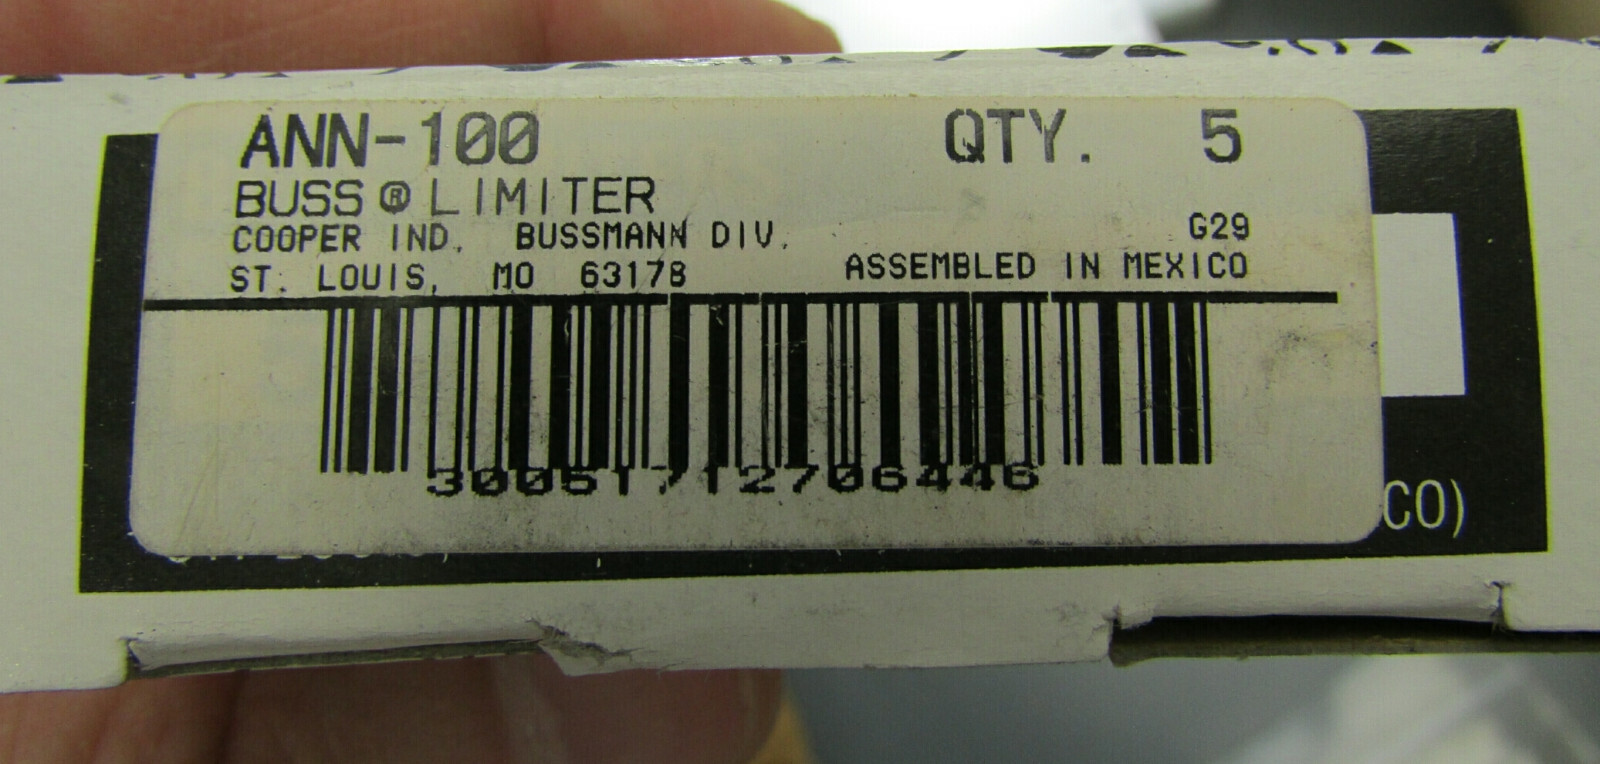 ANN-100 QTY. 5
BUSS® LIMITER
COOPER IND. BUSSMANN DIV. G29
ST. LOUIS, MO 63178 ASSEMBLED IN MEXICO
30051712706446
CO)